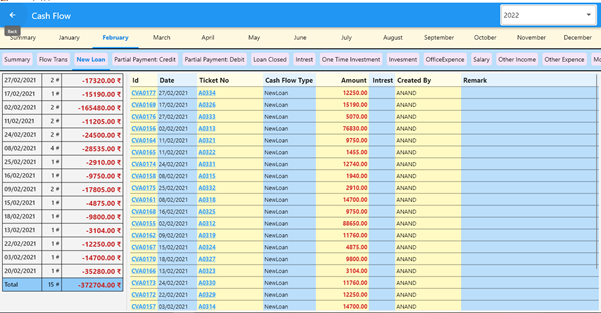 Cash Flow
2022
Back
Summary January February March April May June July August September October November December
Summary Flow Trans New Loan Partial Payment: Credit Partial Payment: Debit Loan Closed Intrest One Time Investment Invesment OfficeExpence Salary Other Income Other Expence Mo
Id Date Ticket No Cash Flow Type Amount Intrest Created By Remark
27/02/2021 2 # -17320.00 ₹
17/02/2021 1 # -15190.00 ₹
02/02/2021 2 # -165480.00 ₹
11/02/2021 2 # -11205.00 ₹
24/02/2021 2 # -24500.00 ₹
08/02/2021 4 # -28535.00 ₹
25/02/2021 1 # -2910.00 ₹
16/02/2021 1 # -9750.00 ₹
09/02/2021 2 # -17805.00 ₹
15/02/2021 1 # -4875.00 ₹
18/02/2021 1 # -9800.00 ₹
13/02/2021 1 # -3104.00 ₹
22/02/2021 1 # -12250.00 ₹
03/02/2021 1 # -14700.00 ₹
20/02/2021 1 # -35280.00 ₹
Total 15 # -372704.00 ₹
CVA0177 27/02/2021 A0334 NewLoan 12250.00 ANAND
CVA0169 17/02/2021 A0326 NewLoan 15190.00 ANAND
CVA0176 27/02/2021 A0333 NewLoan 5070.00 ANAND
CVA0156 02/02/2021 A0313 NewLoan 76830.00 ANAND
CVA0164 11/02/2021 A0321 NewLoan 9750.00 ANAND
CVA0165 11/02/2021 A0322 NewLoan 1455.00 ANAND
CVA0174 24/02/2021 A0331 NewLoan 12740.00 ANAND
CVA0158 08/02/2021 A0315 NewLoan 1940.00 ANAND
CVA0175 25/02/2021 A0332 NewLoan 2910.00 ANAND
CVA0161 08/02/2021 A0318 NewLoan 14700.00 ANAND
CVA0168 16/02/2021 A0325 NewLoan 9750.00 ANAND
CVA0155 02/02/2021 A0312 NewLoan 88650.00 ANAND
CVA0162 09/02/2021 A0319 NewLoan 11760.00 ANAND
CVA0167 15/02/2021 A0324 NewLoan 4875.00 ANAND
CVA0170 18/02/2021 A0327 NewLoan 9800.00 ANAND
CVA0166 13/02/2021 A0323 NewLoan 3104.00 ANAND
CVA0173 24/02/2021 A0330 NewLoan 11760.00 ANAND
CVA0172 22/02/2021 A0329 NewLoan 12250.00 ANAND
CVA0157 03/02/2021 A0314 NewLoan 14700.00 ANAND